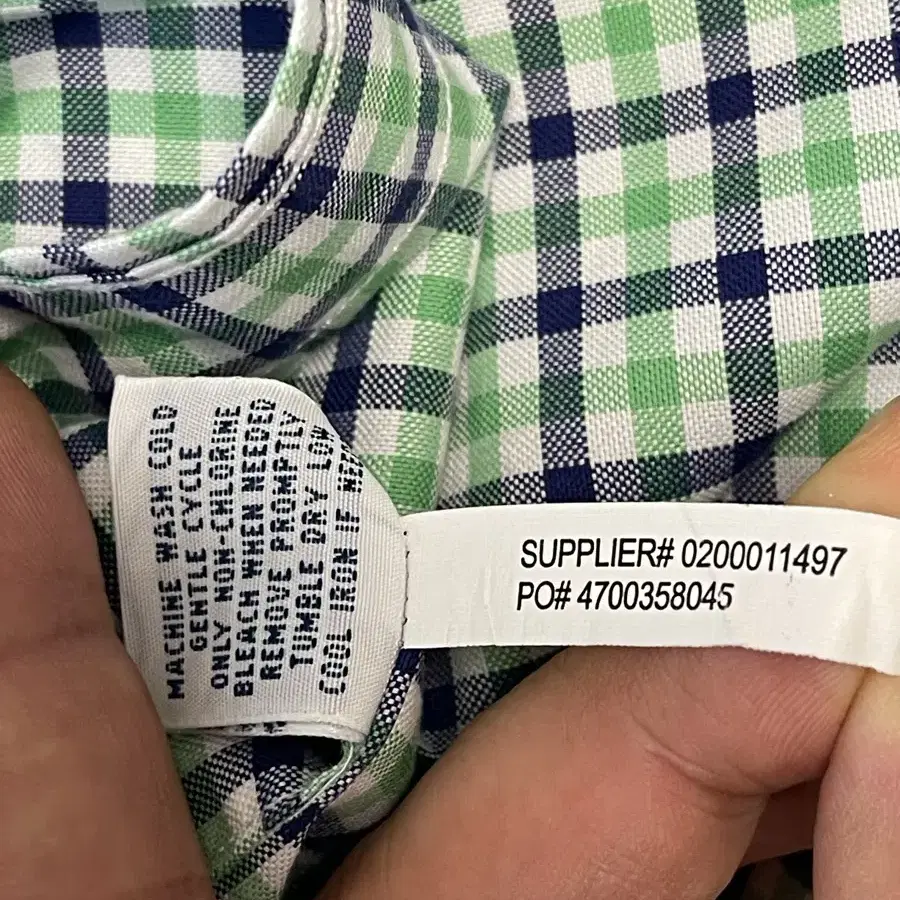 MACHINE WASH COLD
GENTLE CYCLE
ONLY NON-CHLORINE
BLEACH WHEN NEEDED
REMOVE PROMPTLY
TUMBLE DRY LOW
COOL IRON IF
SUPPLIER# 0200011497
PO# 4700358045